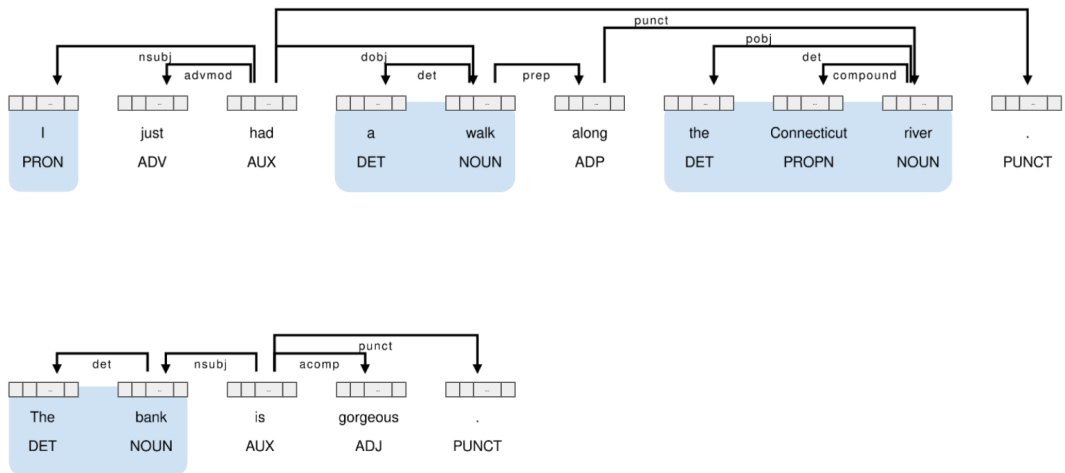 punct
pobj
nsubj dobj det
advmod det prep compound
I just had a walk along the Connecticut river .
PRON ADV AUX DET NOUN ADP DET PROPN NOUN PUNCT
punct
det nsubj acomp
The bank is gorgeous .
DET NOUN AUX ADJ PUNCT